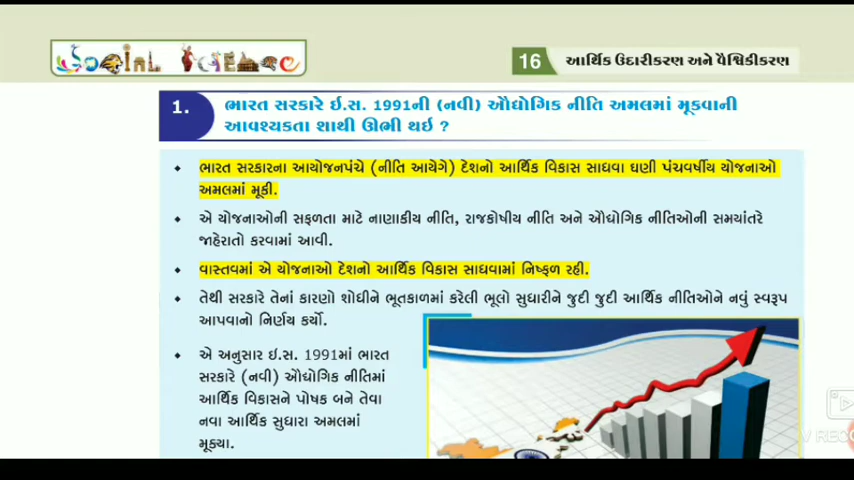 Social Science
16 આર્થિક ઉદારીકરણ અને વૈશ્વિકીકરણ
1. ભારત સરકારે ઇ.સ. 1991ની (નવી) ઔદ્યોગિક નીતિ અમલમાં મૂકવાની
આવશ્યકતા શાથી ઊભી થઇ ?
ભારત સરકારના આયોજનપંચે (નીતિ આયેગે) દેશનો આર્થિક વિકાસ સાધવા ઘણી પંચવર્ષીય યોજનાઓ
અમલમાં મૂકી.
એ યોજનાઓની સફળતા માટે નાણાકીય નીતિ, રાજકોષીય નીતિ અને ઔદ્યોગિક નીતિઓની સમયાંતરે
જાહેરાતો કરવામાં આવી.
વાસ્તવમાં એ યોજનાઓ દેશનો આર્થિક વિકાસ સાધવામાં નિષ્ફળ રહી.
તેથી સરકારે તેનાં કારણો શોધીને ભૂતકાળમાં કરેલી ભૂલો સુધારીને જુદી જુદી આર્થિક નીતિઓને નવું સ્વરૂપ
આપવાનો નિર્ણય કર્યો.
એ અનુસાર ઇ.સ. 1991માં ભારત
સરકારે (નવી) ઔદ્યોગિક નીતિમાં
આર્થિક વિકાસને પોષક બને તેવા
નવા આર્થિક સુધારા અમલમાં
મૂક્યા.